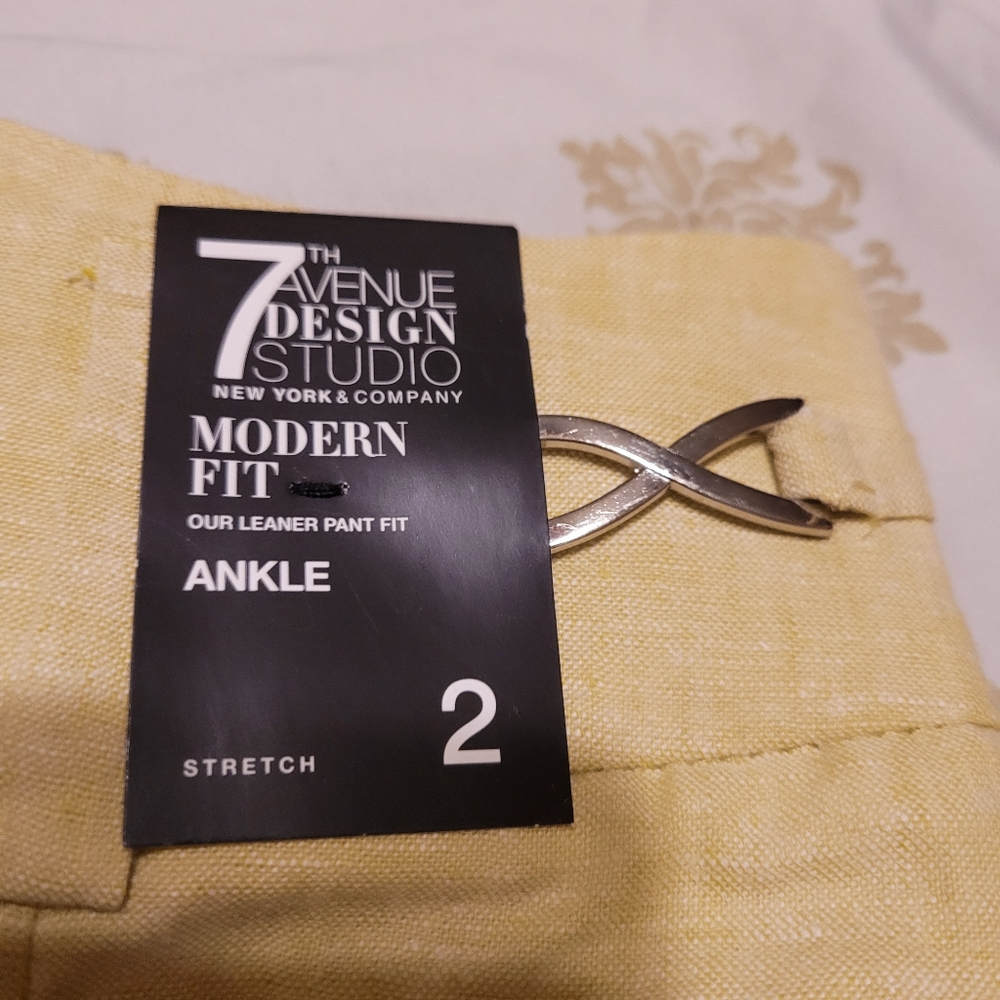 7TH
AVENUE
DESIGN
STUDIO
NEW YORK & COMPANY
MODERN
FIT
OUR LEANER PANT FIT
ANKLE
2
STRETCH